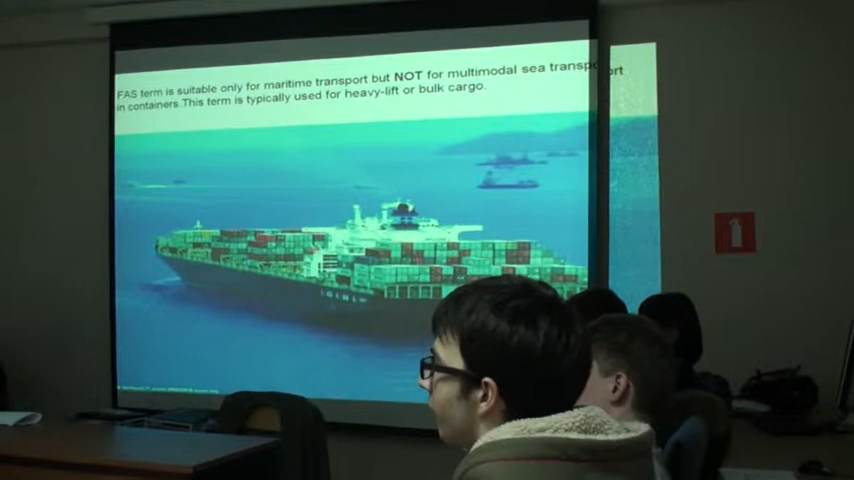 FAS term is suitable only for maritime transport but NOT for multimodal sea transport
in containers.This term is typically used for heavy-lift or bulk cargo.